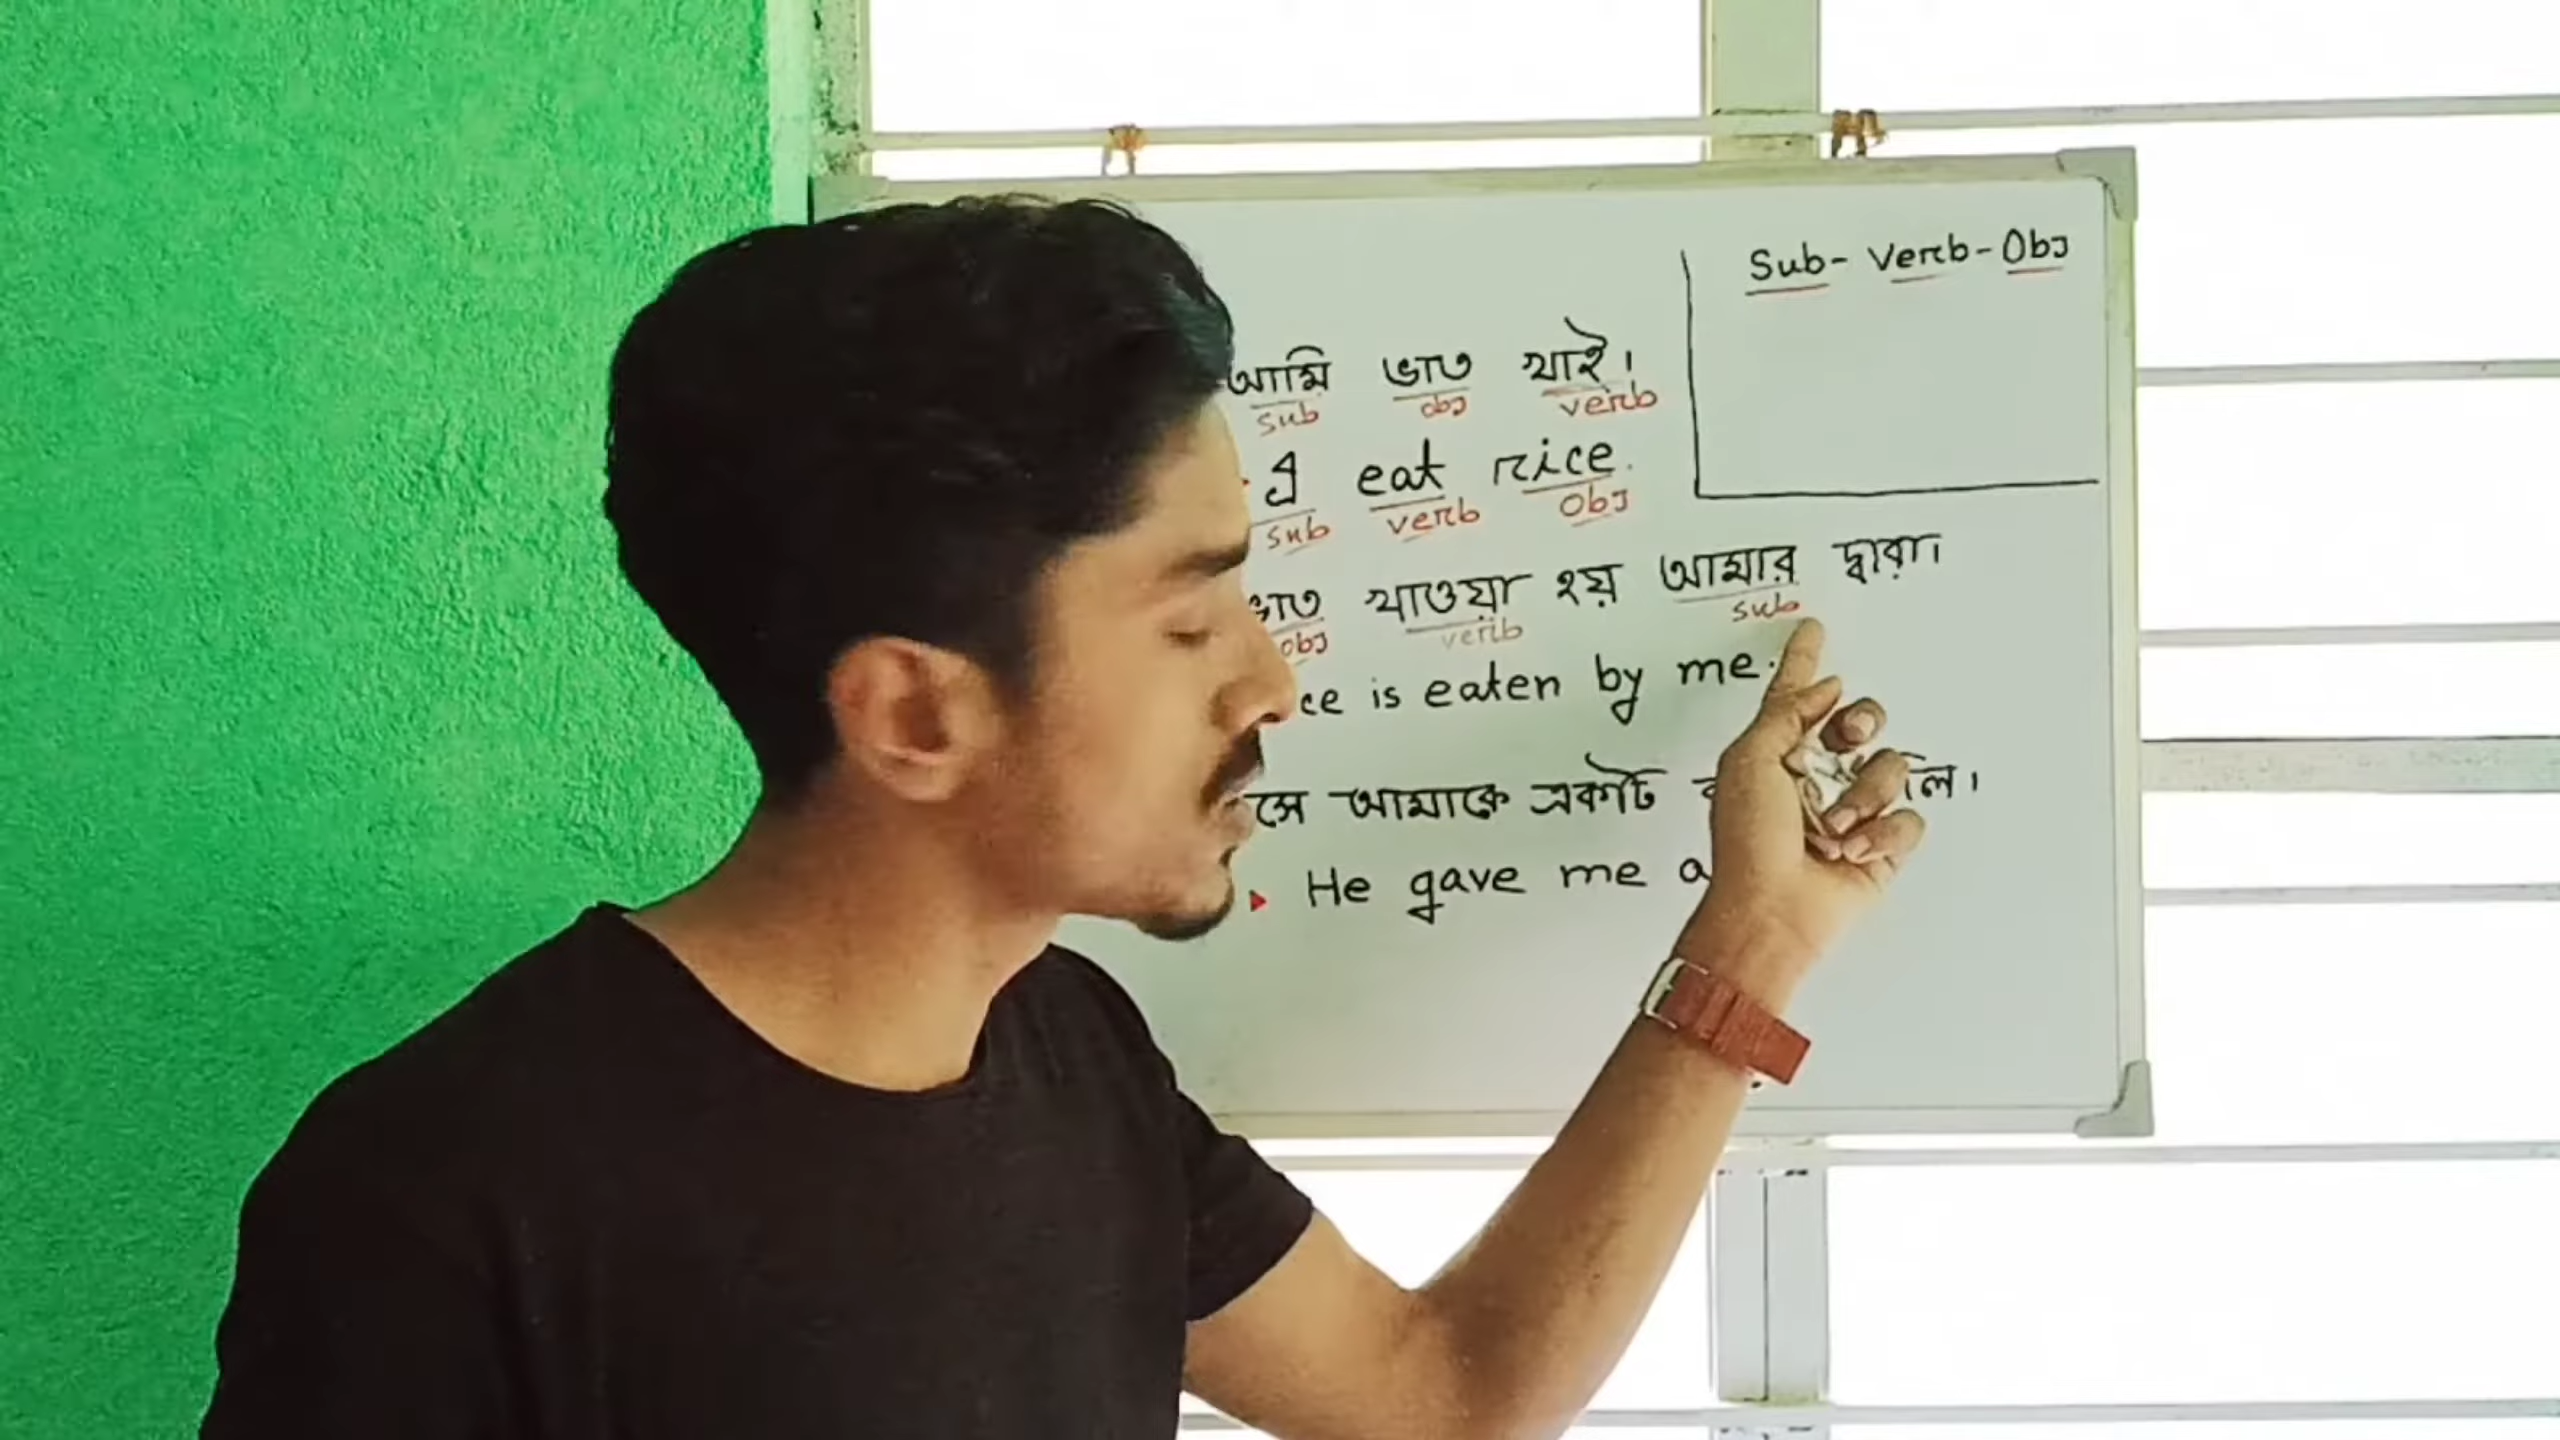 Sub - Verb - Obj
আমি ভাত খাই।
sub obj verb
I eat rice.
sub verb Obj
ভাত খাওয়া হয় আমার দ্বারা।
obj verb sub
ce is eaten by me.
সে আমাকে একটি
He gave me a